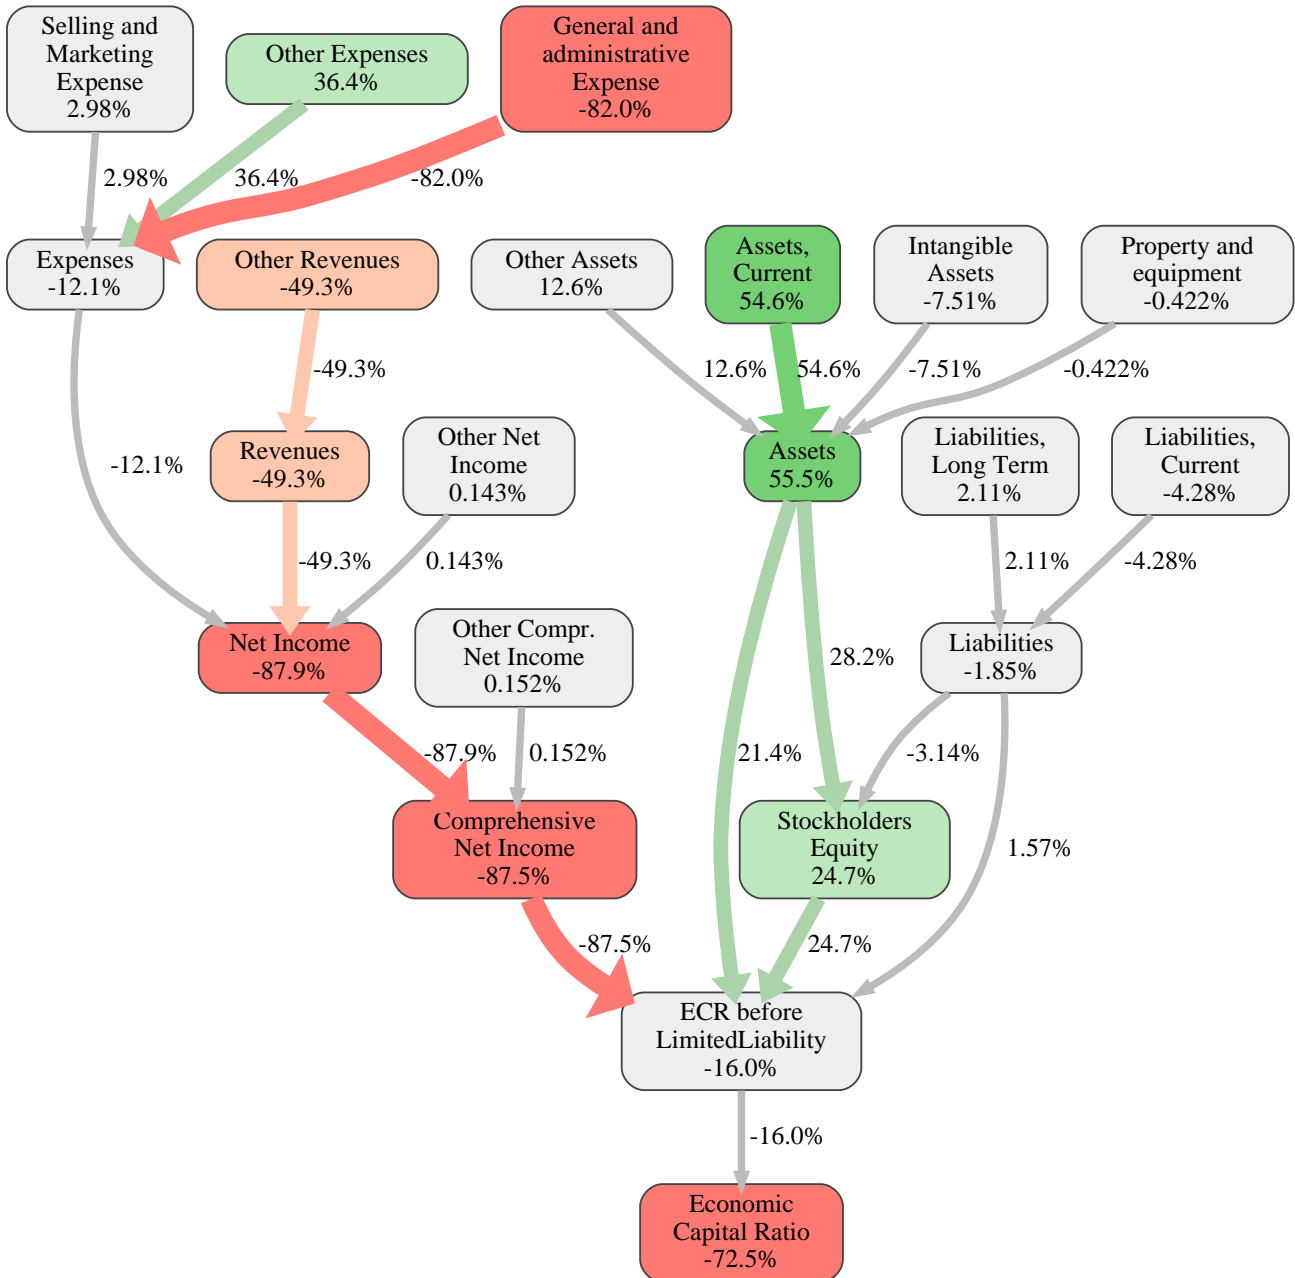 Selling and
Marketing
Expense
2.98%
Other Expenses
36.4%
General and
administrative
Expense
-82.0%
2.98%
36.4%
-82.0%
Expenses
-12.1%
Other Revenues
-49.3%
Other Assets
12.6%
Assets,
Current
54.6%
Intangible
Assets
-7.51%
Property and
equipment
-0.422%
-49.3%
12.6%
54.6%
-7.51%
-0.422%
-12.1%
Revenues
-49.3%
Other Net
Income
0.143%
Assets
55.5%
Liabilities,
Long Term
2.11%
Liabilities,
Current
-4.28%
-49.3%
0.143%
2.11%
-4.28%
Net Income
-87.9%
Other Compr.
Net Income
0.152%
28.2%
Liabilities
-1.85%
-87.9%
0.152%
21.4%
-3.14%
Comprehensive
Net Income
-87.5%
Stockholders
Equity
24.7%
1.57%
-87.5%
24.7%
ECR before
LimitedLiability
-16.0%
-16.0%
Economic
Capital Ratio
-72.5%